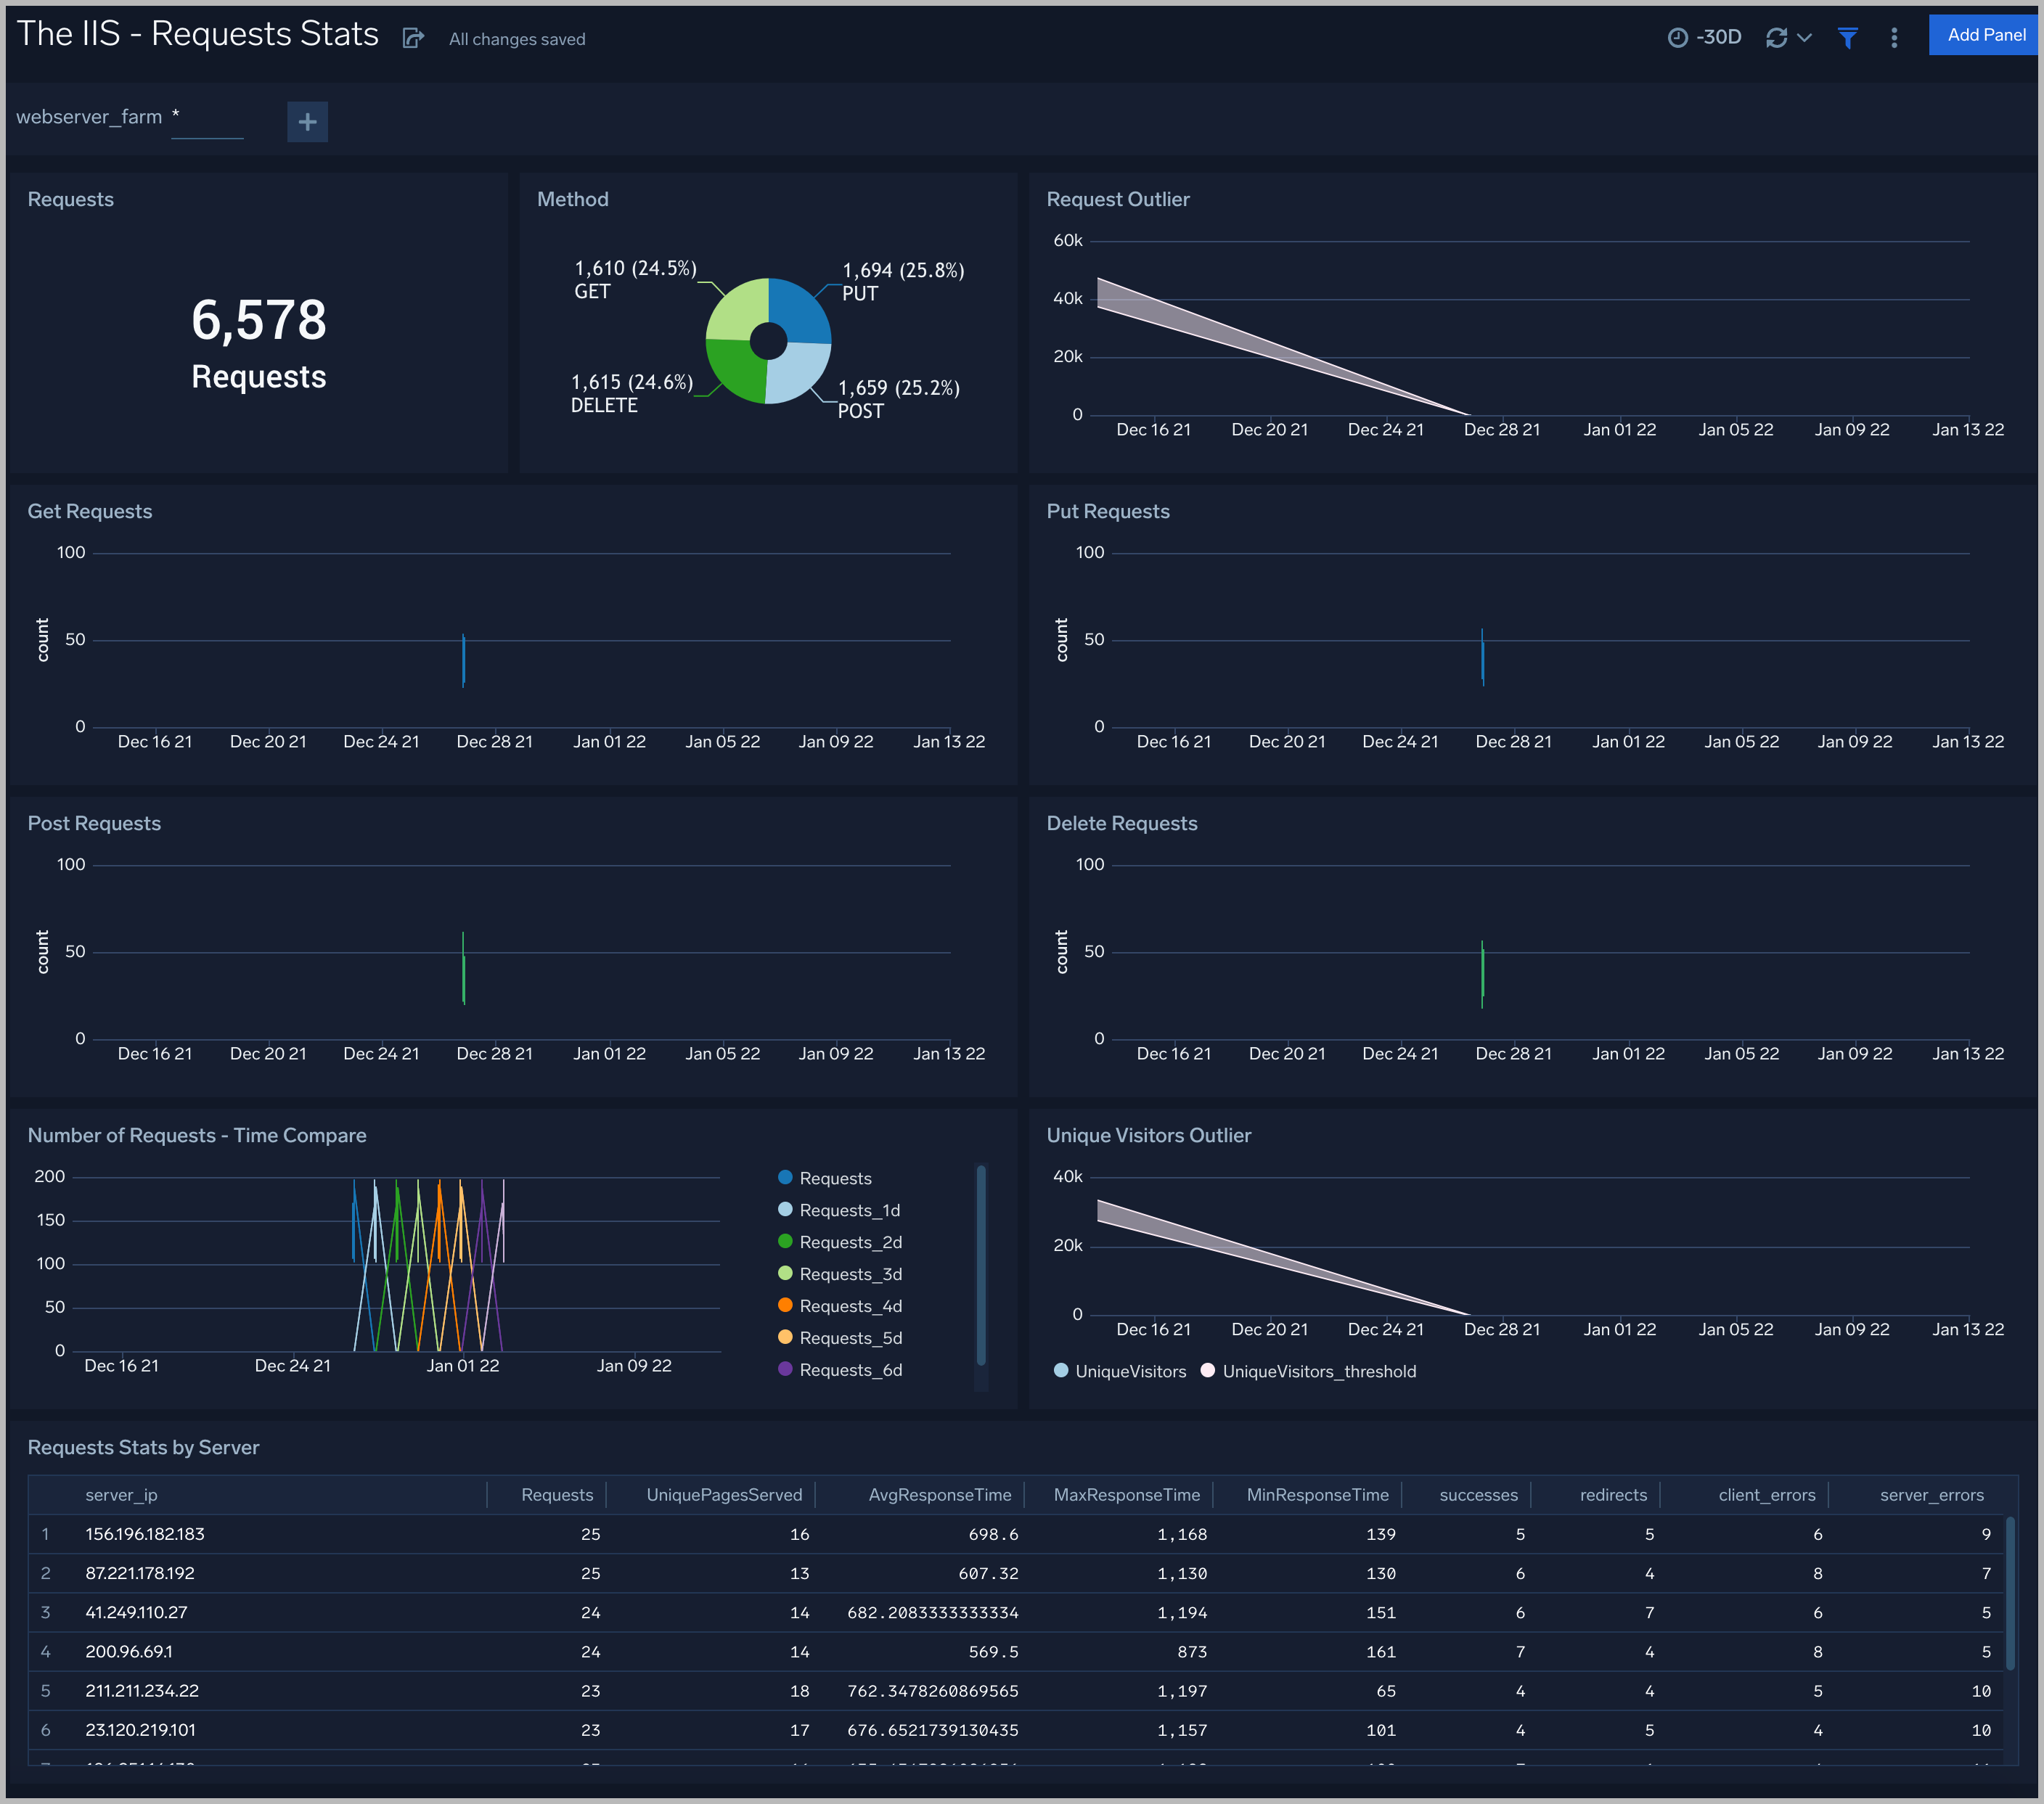 The IIS - Requests Stats All changes saved -30D Add Panel
webserver_farm * +
Requests
6,578
Requests
Method
1,610 (24.5%)
GET
1,694 (25.8%)
PUT
1,615 (24.6%)
DELETE
1,659 (25.2%)
POST
Request Outlier
60k
40k
20k
0
Dec 16 21 Dec 20 21 Dec 24 21 Dec 28 21 Jan 01 22 Jan 05 22 Jan 09 22 Jan 13 22
Get Requests
100
count
50
0
Dec 16 21 Dec 20 21 Dec 24 21 Dec 28 21 Jan 01 22 Jan 05 22 Jan 09 22 Jan 13 22
Put Requests
100
count
50
0
Dec 16 21 Dec 20 21 Dec 24 21 Dec 28 21 Jan 01 22 Jan 05 22 Jan 09 22 Jan 13 22
Post Requests
100
count
50
0
Dec 16 21 Dec 20 21 Dec 24 21 Dec 28 21 Jan 01 22 Jan 05 22 Jan 09 22 Jan 13 22
Delete Requests
100
count
50
0
Dec 16 21 Dec 20 21 Dec 24 21 Dec 28 21 Jan 01 22 Jan 05 22 Jan 09 22 Jan 13 22
Number of Requests - Time Compare
200
150
100
50
0
Dec 16 21 Dec 24 21 Jan 01 22 Jan 09 22
Requests
Requests_1d
Requests_2d
Requests_3d
Requests_4d
Requests_5d
Requests_6d
Unique Visitors Outlier
40k
20k
0
Dec 16 21 Dec 20 21 Dec 24 21 Dec 28 21 Jan 01 22 Jan 05 22 Jan 09 22 Jan 13 22
UniqueVisitors UniqueVisitors_threshold
Requests Stats by Server
server_ip Requests UniquePagesServed AvgResponseTime MaxResponseTime MinResponseTime successes redirects client_errors server_errors
1 156.196.182.183 25 16 698.6 1,168 139 5 5 6 9
2 87.221.178.192 25 13 607.32 1,130 130 6 4 8 7
3 41.249.110.27 24 14 682.2083333333334 1,194 151 6 7 6 5
4 200.96.69.1 24 14 569.5 873 161 7 4 8 5
5 211.211.234.22 23 18 762.3478260869565 1,197 65 4 4 5 10
6 23.120.219.101 23 17 676.6521739130435 1,157 101 4 5 4 10